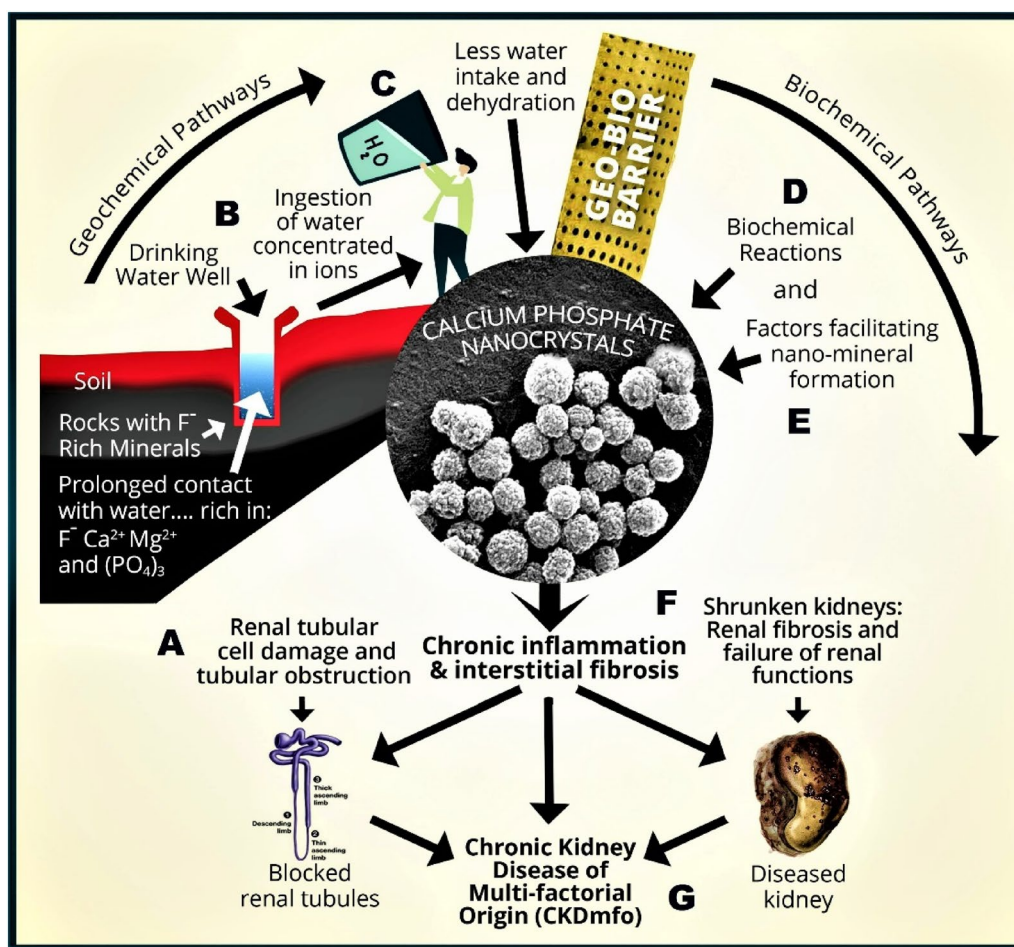 Geochemical Pathways
C
Less water
intake and
dehydration
GEO-BIO
BARRIER
Biochemical Pathways
H₂O
B
Drinking
Water Well
Ingestion
of water
concentrated
in ions
D
Biochemical
Reactions
and
Factors facilitating
nano-mineral
formation
E
CALCIUM PHOSPHATE
NANOCRYSTALS
Soil
Rocks with F⁻
Rich Minerals
Prolonged contact
with water.... rich in:
F⁻ Ca²⁺ Mg²⁺
and (PO₄)₃
A
Renal tubular
cell damage and
tubular obstruction
F
Chronic inflammation
& interstitial fibrosis
Shrunken kidneys:
Renal fibrosis and
failure of renal
functions
3
Thick
ascending
limb
1
Descending
limb
2
Thin
ascending
limb
Blocked
renal tubules
Chronic Kidney
Disease of
Multi-factorial
Origin (CKDmfo)
G
Diseased
kidney